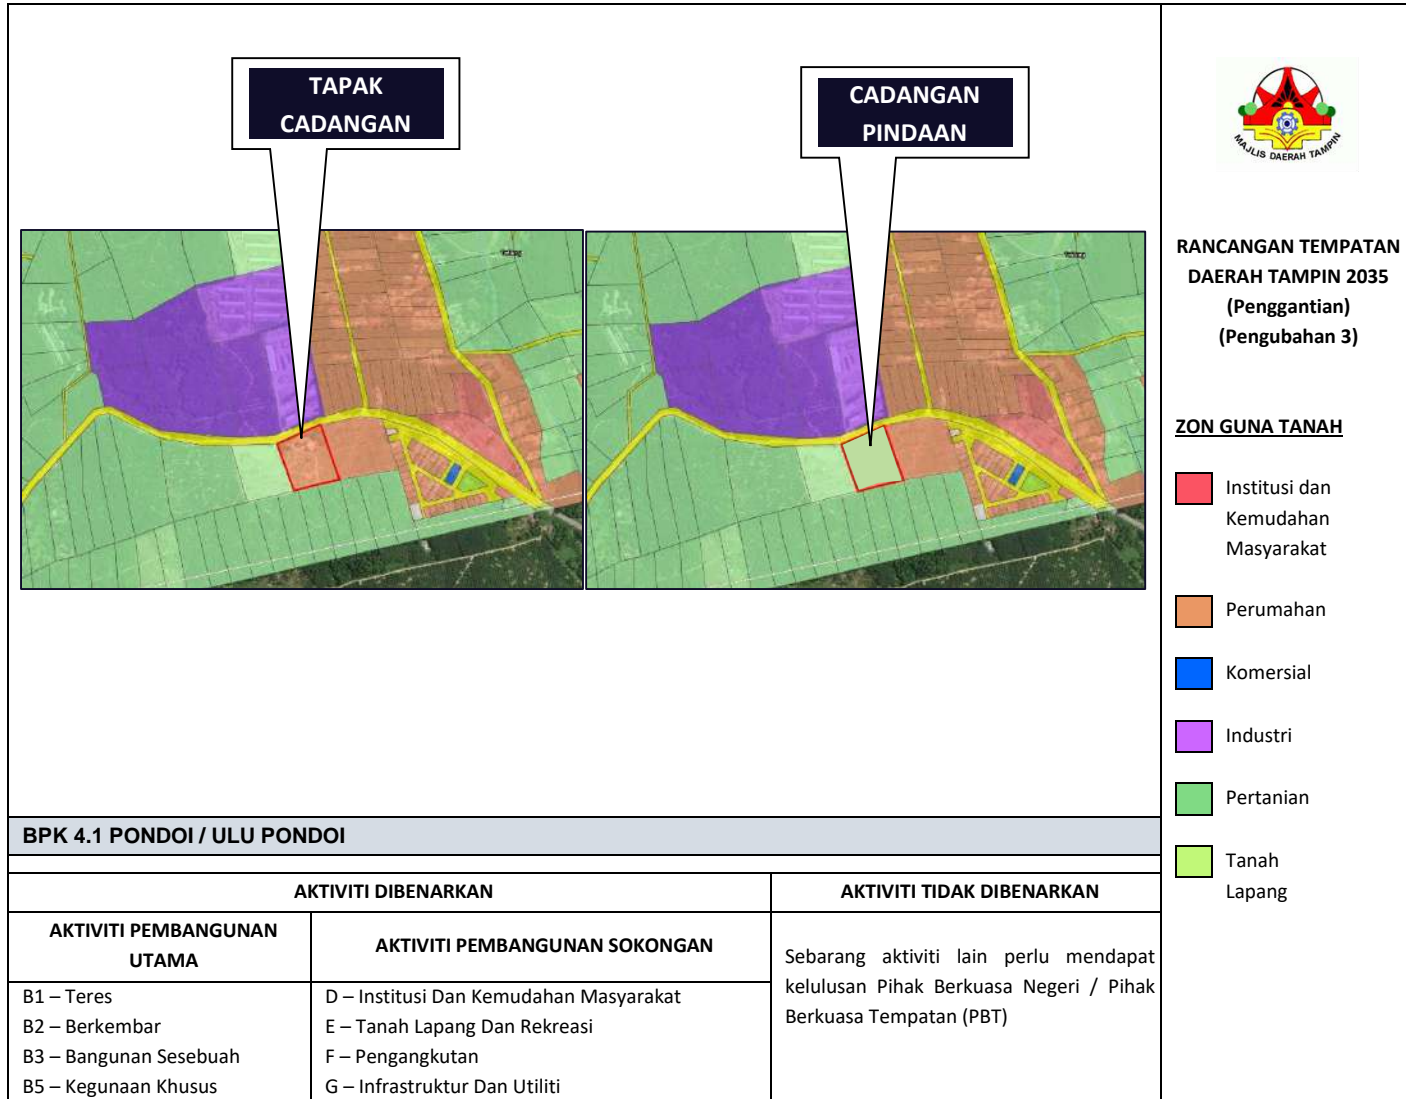 TAPAK
CADANGAN
CADANGAN
PINDAAN
MAJLIS DAERAH TAMPIN
RANCANGAN TEMPATAN
DAERAH TAMPIN 2035
(Penggantian)
(Pengubahan 3)
ZON GUNA TANAH
Institusi dan
Kemudahan
Masyarakat
Perumahan
Komersial
Industri
Pertanian
Tanah
Lapang
BPK 4.1 PONDOI / ULU PONDOI
AKTIVITI DIBENARKAN
AKTIVITI TIDAK DIBENARKAN
AKTIVITI PEMBANGUNAN
UTAMA
AKTIVITI PEMBANGUNAN SOKONGAN
Sebarang aktiviti lain perlu mendapat
kelulusan Pihak Berkuasa Negeri / Pihak
Berkuasa Tempatan (PBT)
B1 – Teres
B2 – Berkembar
B3 – Bangunan Sesebuah
B5 – Kegunaan Khusus
D – Institusi Dan Kemudahan Masyarakat
E – Tanah Lapang Dan Rekreasi
F – Pengangkutan
G – Infrastruktur Dan Utiliti